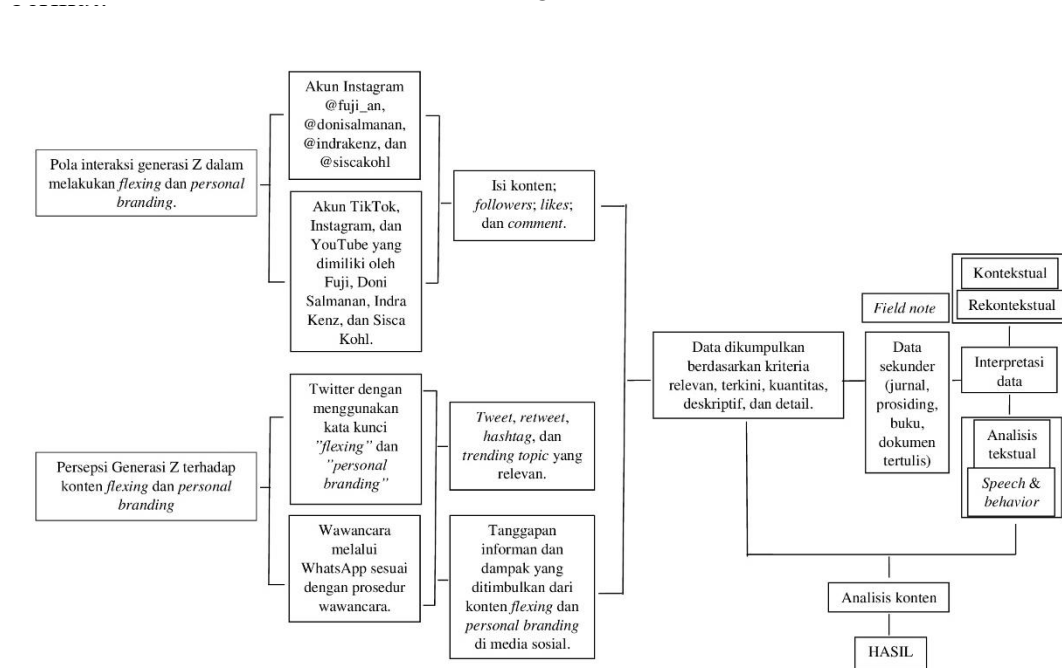 Akun Instagram
@fuji_an,
@donisalmanan,
@indrakenz, dan
@siscakohl
Pola interaksi generasi Z dalam
melakukan flexing dan personal
branding.
Akun TikTok,
Instagram, dan
YouTube yang
dimiliki oleh
Fuji, Doni
Salmanan, Indra
Kenz, dan Sisca
Kohl.
Isi konten;
followers; likes;
dan comment.
Twitter dengan
menggunakan
kata kunci
"flexing" dan
"personal
branding"
Persepsi Generasi Z terhadap
konten flexing dan personal
branding
Wawancara
melalui
WhatsApp sesuai
dengan prosedur
wawancara.
Tweet, retweet,
hashtag, dan
trending topic yang
relevan.
Tanggapan
informan dan
dampak yang
ditimbulkan dari
konten flexing dan
personal branding
di media sosial.
Data dikumpulkan
berdasarkan kriteria
relevan, terkini, kuantitas,
deskriptif, dan detail.
Field note
Data
sekunder
(jurnal,
prosiding,
buku,
dokumen
tertulis)
Kontekstual
Rekontekstual
Interpretasi
data
Analisis
tekstual
Speech &
behavior
Analisis konten
HASIL